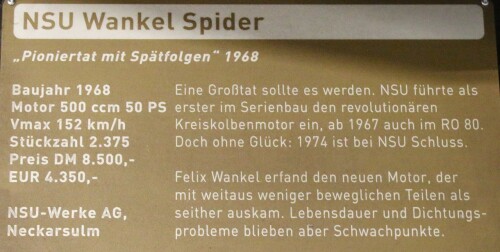 NSU Wankel Spider
„Pioniertat mit Spätfolgen“ 1968
Baujahr 1968
Motor 500 ccm 50 PS
Vmax 152 km/h
Stückzahl 2.375
Preis DM 8.500,-
EUR 4.350,-
NSU-Werke AG,
Neckarsulm
Eine Großtat sollte es werden. NSU führte als
erster im Serienbau den revolutionären
Kreiskolbenmotor ein, ab 1967 auch im RO 80.
Doch ohne Glück: 1974 ist bei NSU Schluss.
Felix Wankel erfand den neuen Motor, der
mit weitaus weniger beweglichen Teilen als
seither auskam. Lebensdauer und Dichtungs-
probleme blieben aber Schwachpunkte.